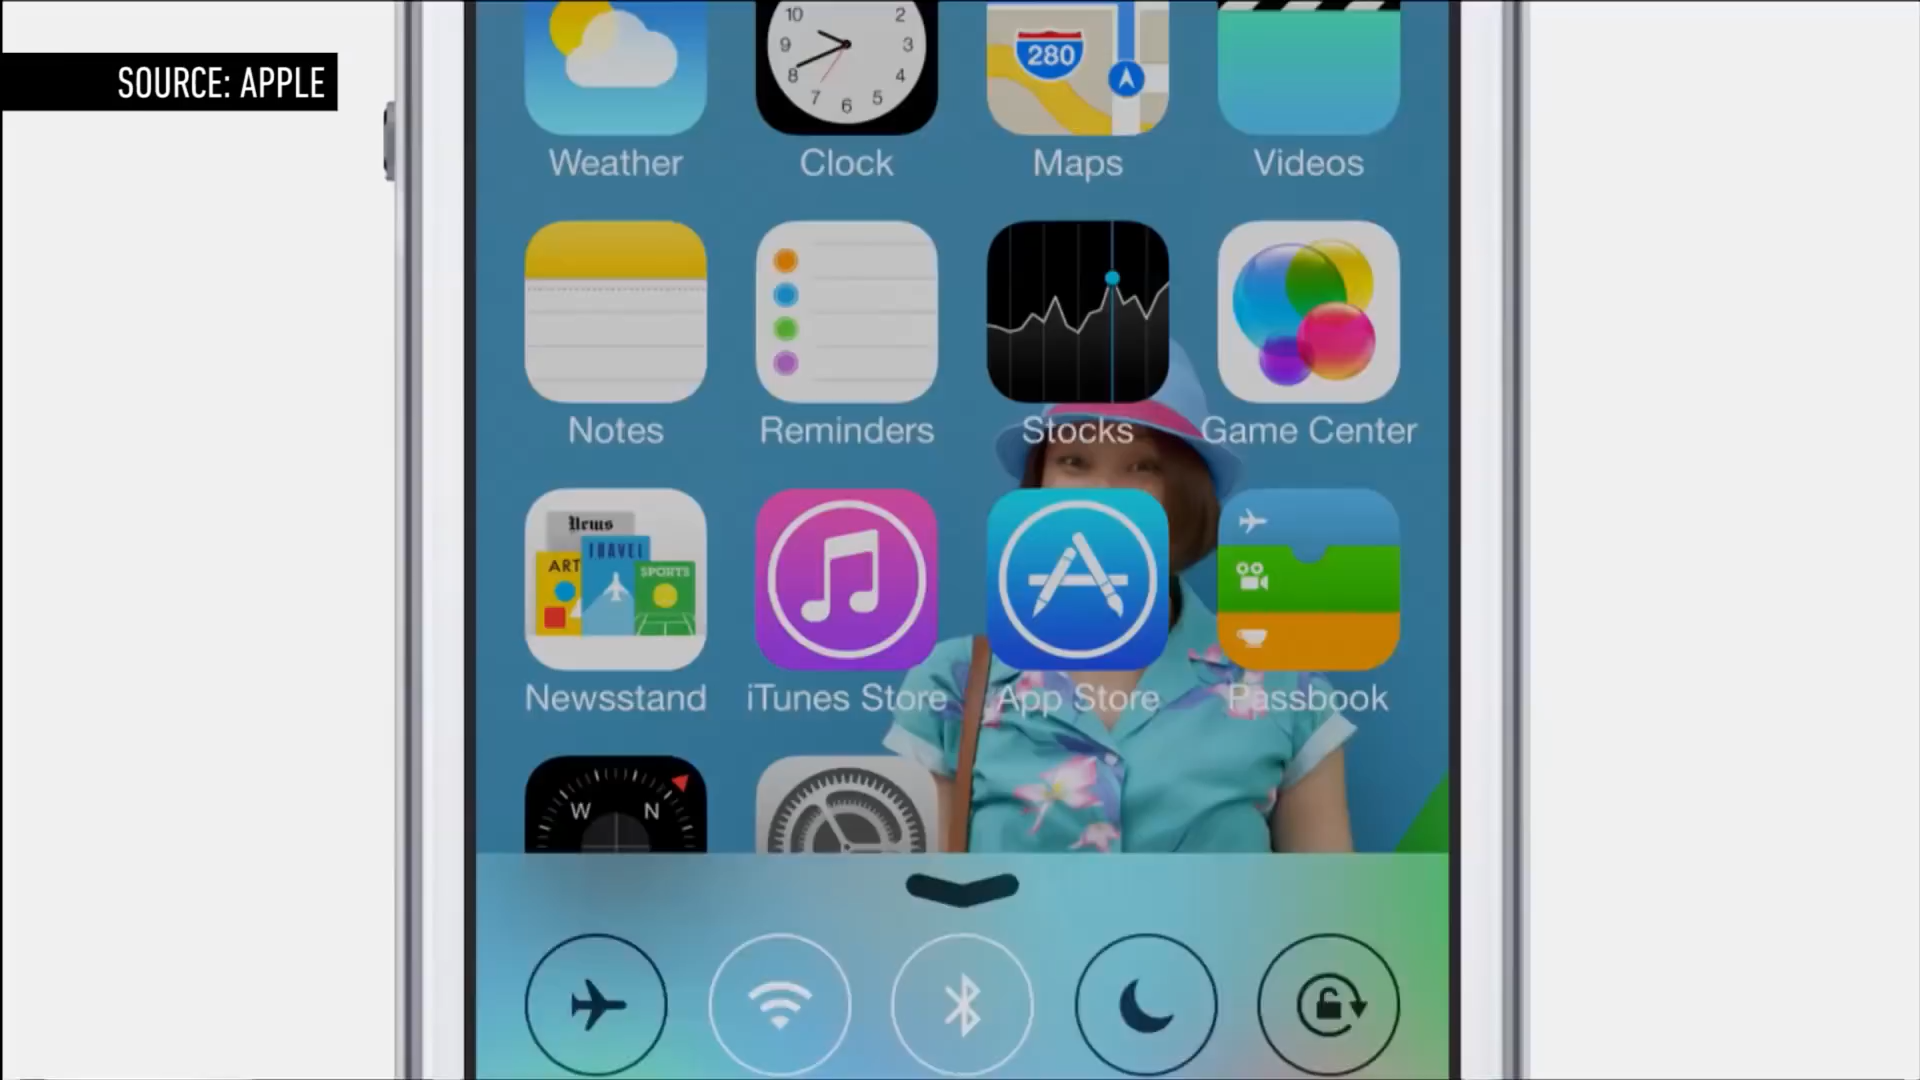 SOURCE: APPLE
10 2
9 3
8 4
7 6 5
280
Weather Clock Maps Videos
Notes Reminders Stocks Game Center
News
TRAVEL
ART
SPORTS
Newsstand iTunes Store App Store Passbook
W N